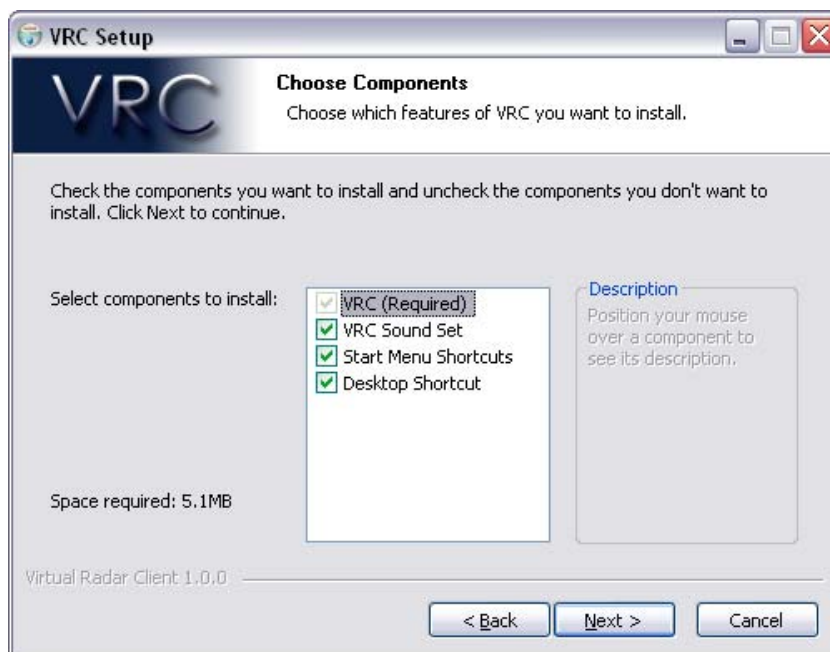 VRC Setup
VRC
Choose Components
Choose which features of VRC you want to install.
Check the components you want to install and uncheck the components you don't want to
install. Click Next to continue.
Select components to install:
VRC (Required)
VRC Sound Set
Start Menu Shortcuts
Desktop Shortcut
Description
Position your mouse
over a component to
see its description.
Space required: 5.1MB
Virtual Radar Client 1.0.0
< Back
Next >
Cancel